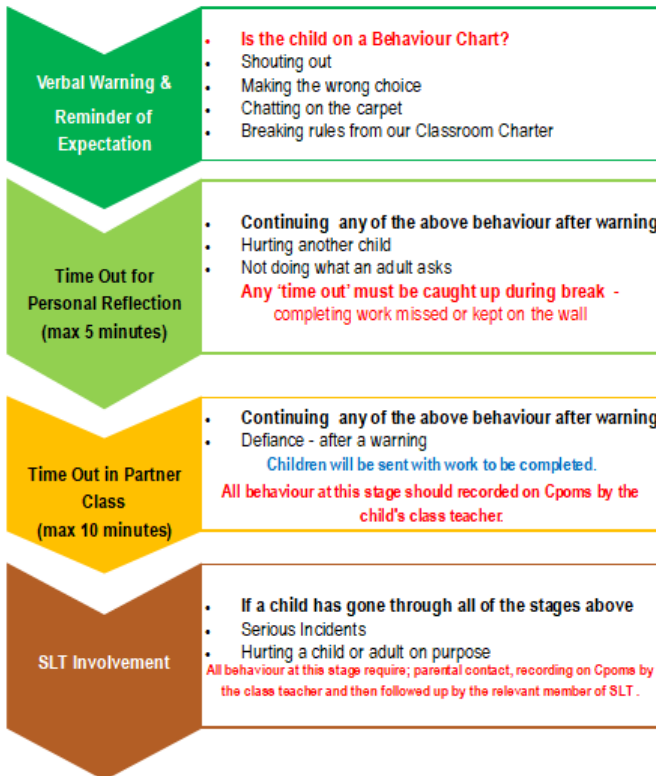 Verbal Warning &
Reminder of
Expectation
• Is the child on a Behaviour Chart?
• Shouting out
• Making the wrong choice
• Chatting on the carpet
• Breaking rules from our Classroom Charter
Time Out for
Personal Reflection
(max 5 minutes)
• Continuing any of the above behaviour after warning
• Hurting another child
• Not doing what an adult asks
Any ‘time out’ must be caught up during break -
completing work missed or kept on the wall
Time Out in Partner
Class
(max 10 minutes)
• Continuing any of the above behaviour after warning
• Defiance - after a warning
Children will be sent with work to be completed.
All behaviour at this stage should recorded on Cpoms by the
child's class teacher.
SLT Involvement
• If a child has gone through all of the stages above
• Serious Incidents
• Hurting a child or adult on purpose
All behaviour at this stage require; parental contact, recording on Cpoms by
the class teacher and then followed up by the relevant member of SLT .